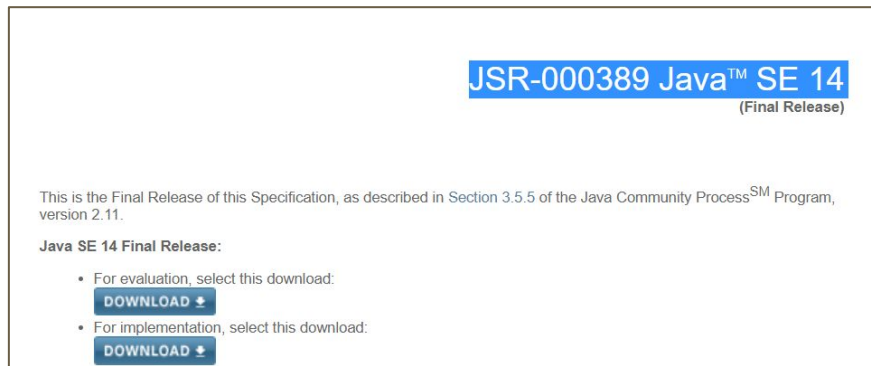 JSR-000389 Java™ SE 14
(Final Release)
This is the Final Release of this Specification, as described in Section 3.5.5 of the Java Community ProcessSM Program,
version 2.11.
Java SE 14 Final Release:
• For evaluation, select this download:
DOWNLOAD
• For implementation, select this download:
DOWNLOAD